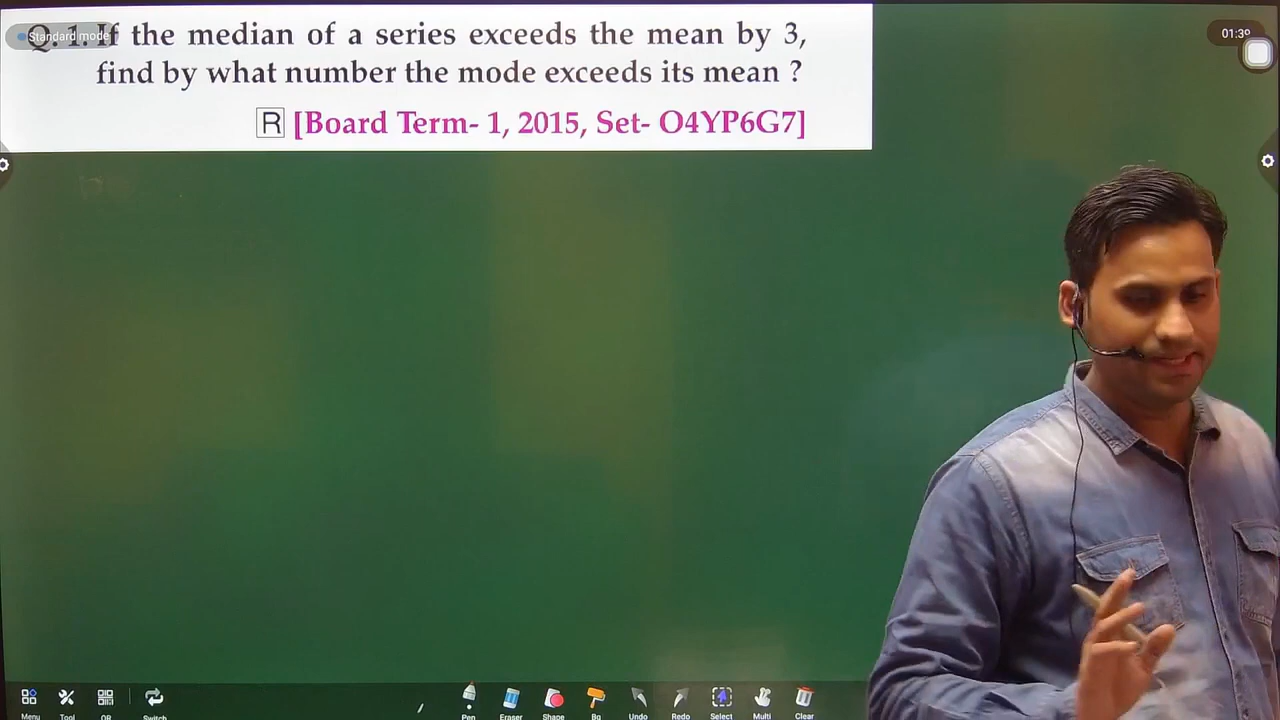 Standard mode
Q. 1. If the median of a series exceeds the mean by 3,
find by what number the mode exceeds its mean ?
R [Board Term- 1, 2015, Set- O4YP6G7]
01:39
Menu Tool QR Switch Pen Eraser Shape Bg Undo Redo Select Multi Clear